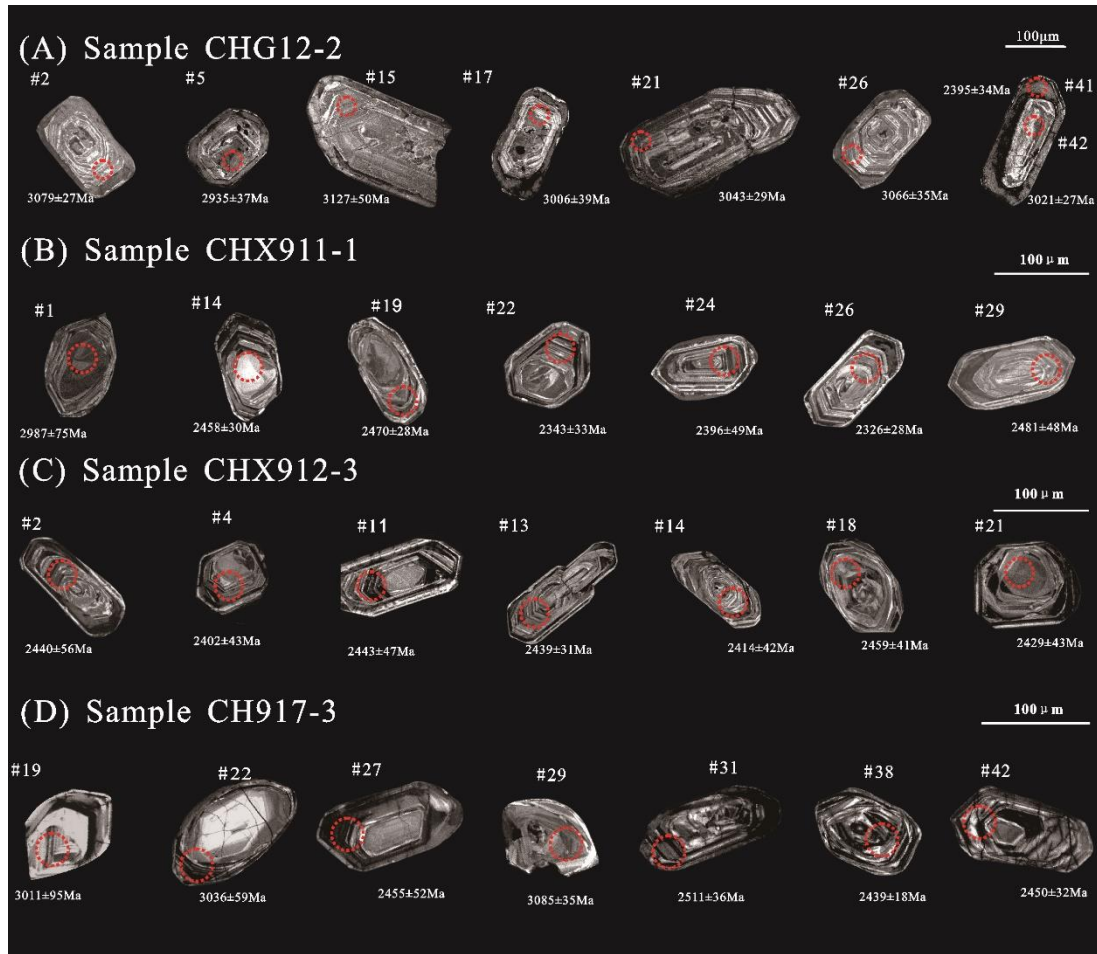 (A) Sample CHG12-2
100μm
#2 #5 #15 #17 #21 #26 2395±34Ma #41
#42
3079±27Ma 2935±37Ma 3127±50Ma 3006±39Ma 3043±29Ma 3066±35Ma 3021±27Ma
(B) Sample CHX911-1
100μm
#1 #14 #19 #22 #24 #26 #29
2987±75Ma 2458±30Ma 2470±28Ma 2343±33Ma 2396±49Ma 2326±28Ma 2481±48Ma
(C) Sample CHX912-3
100μm
#2 #4 #11 #13 #14 #18 #21
2440±56Ma 2402±43Ma 2443±47Ma 2439±31Ma 2414±42Ma 2459±41Ma 2429±43Ma
(D) Sample CH917-3
100μm
#19 #22 #27 #29 #31 #38 #42
3011±95Ma 3036±59Ma 2455±52Ma 3085±35Ma 2511±36Ma 2439±18Ma 2450±32Ma